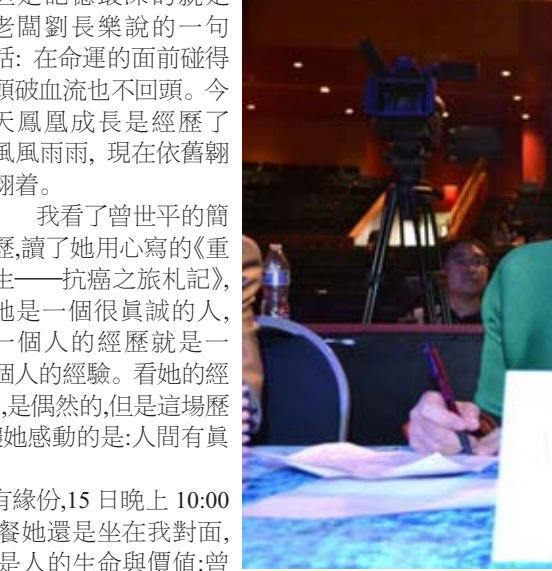 是記憶最深的就是
老闆劉長樂說的一句
話: 在命運的面前碰得
頭破血流也不回頭。今
天鳳凰成長是經歷了
風風雨雨, 現在依舊翱
翔着。
我看了曾世平的簡
歷,讀了她用心寫的《重
生——抗癌之旅札記》,
她是一個很眞誠的人,
一個人的經歷就是一
個人的經驗。看她的經
,是偶然的,但是這場歷
讓她感動的是:人間有眞
有緣份,15 日晚上 10:00
餐她還是坐在我對面,
是人的生命與價值:曾